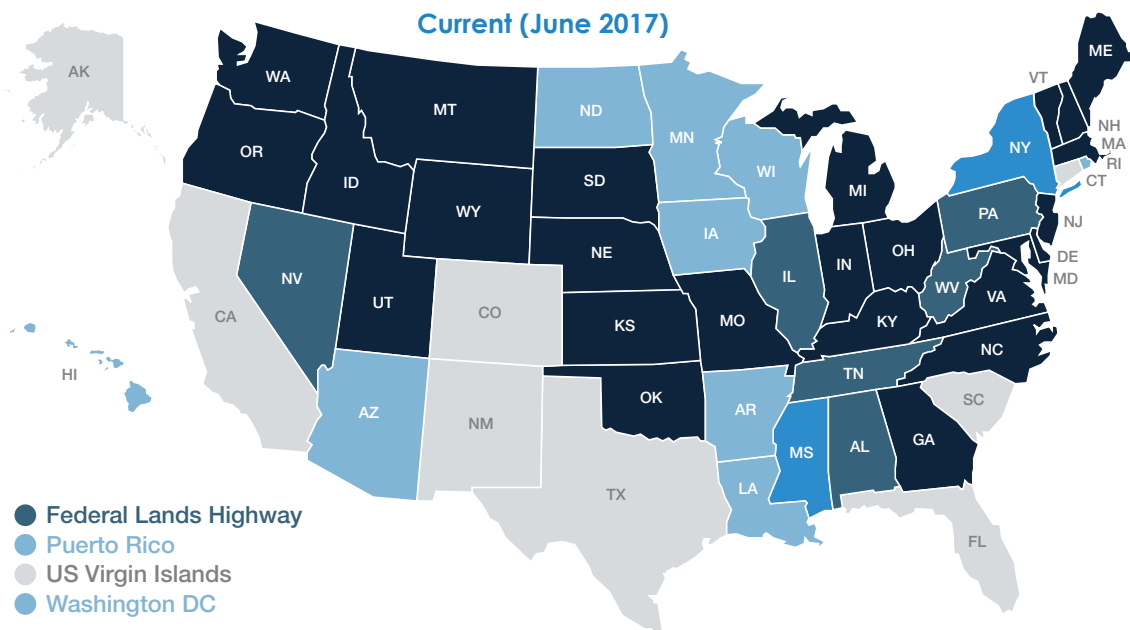 Current (June 2017)
AK
WA
MT
ND
MN
ME
VT
NH
MA
RI
CT
NY
OR
ID
SD
WI
MI
WY
PA
NJ
IA
NE
OH
DE
MD
IN
IL
WV
NV
UT
VA
CO
CA
KS
MO
KY
HI
NC
TN
OK
AR
SC
AZ
NM
GA
AL
MS
LA
TX
FL
Federal Lands Highway
Puerto Rico
US Virgin Islands
Washington DC